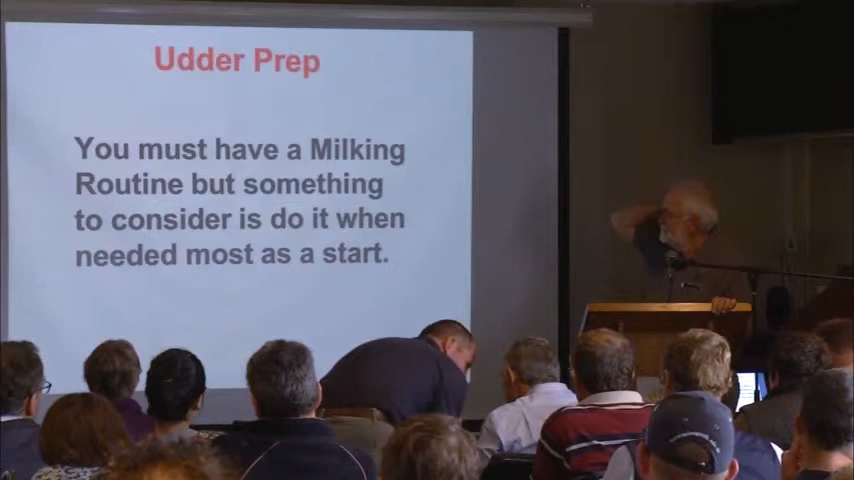 Udder Prep
You must have a Milking
Routine but something
to consider is do it when
needed most as a start.